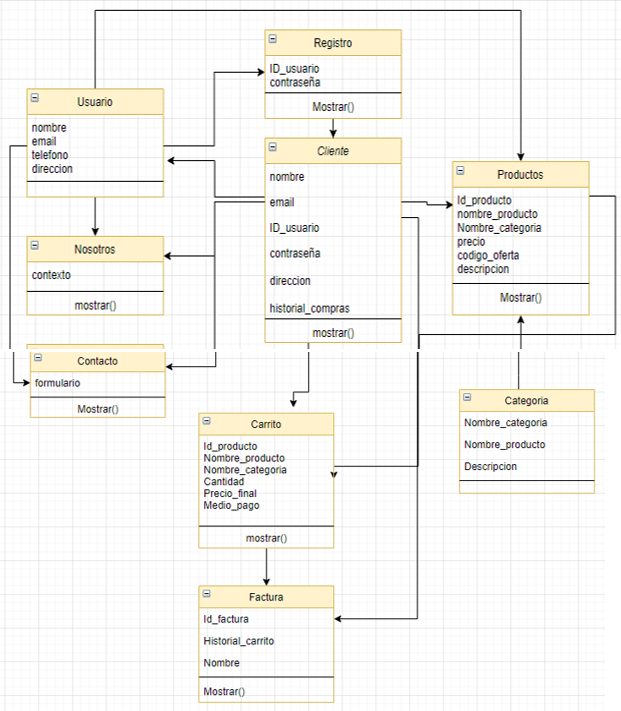 Registro
ID_usuario
contraseña
Mostrar()
Usuario
nombre
email
telefono
direccion
Cliente
nombre
email
ID_usuario
contraseña
direccion
historial_compras
mostrar()
Productos
Id_producto
nombre_producto
Nombre_categoria
precio
codigo_oferta
descripcion
Mostrar()
Nosotros
contexto
mostrar()
Contacto
formulario
Mostrar()
Categoria
Nombre_categoria
Nombre_producto
Descripcion
Carrito
Id_producto
Nombre_producto
Nombre_categoria
Cantidad
Precio_final
Medio_pago
mostrar()
Factura
Id_factura
Historial_carrito
Nombre
Mostrar()